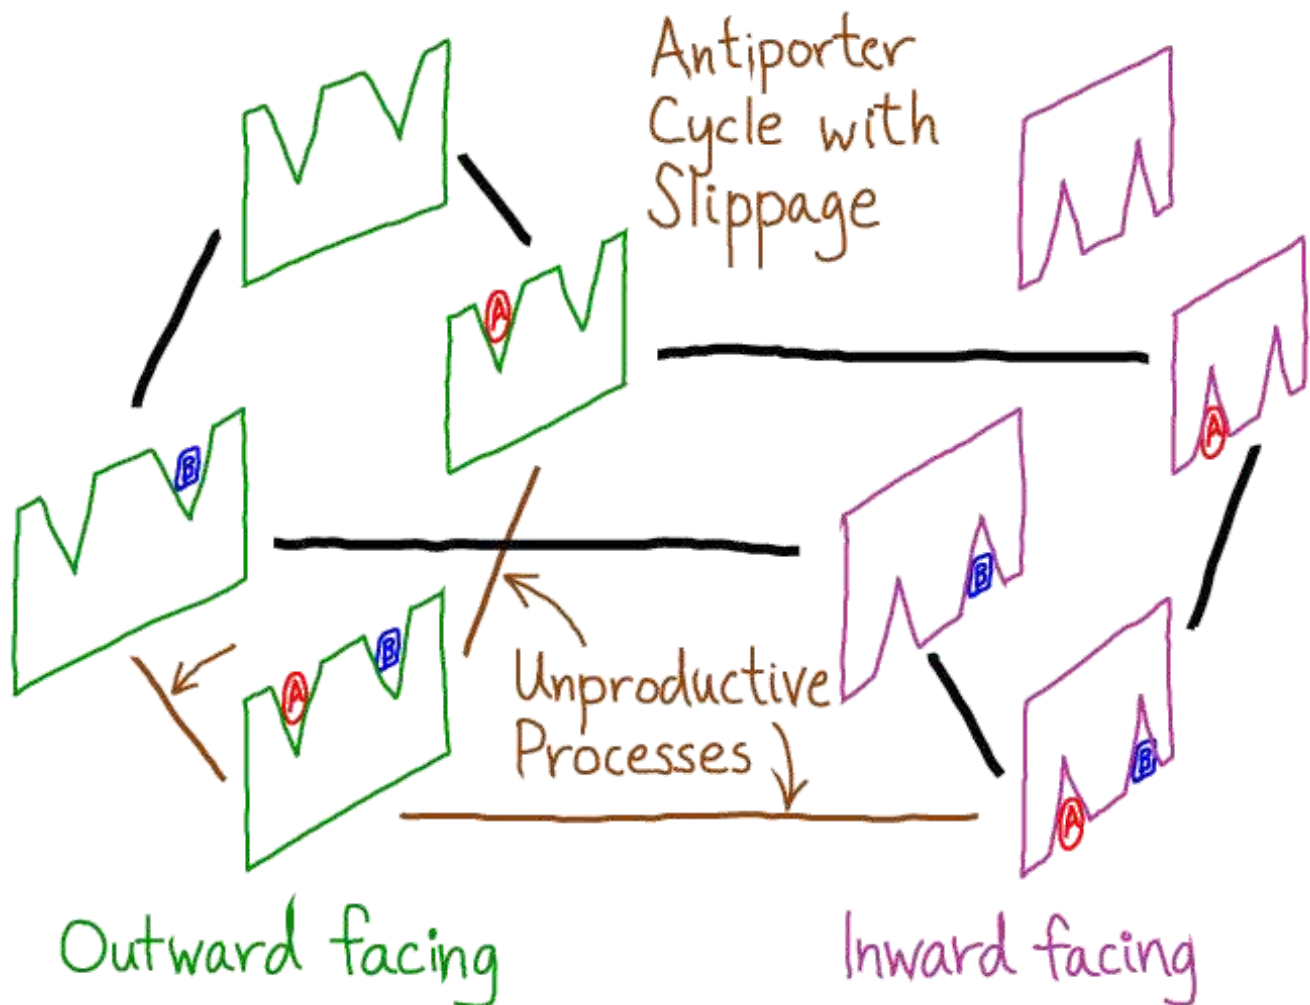 Antiporter
Cycle with
Slippage
A
A
B
B
A
B
A
B
Unproductive
Processes
Outward facing
Inward facing